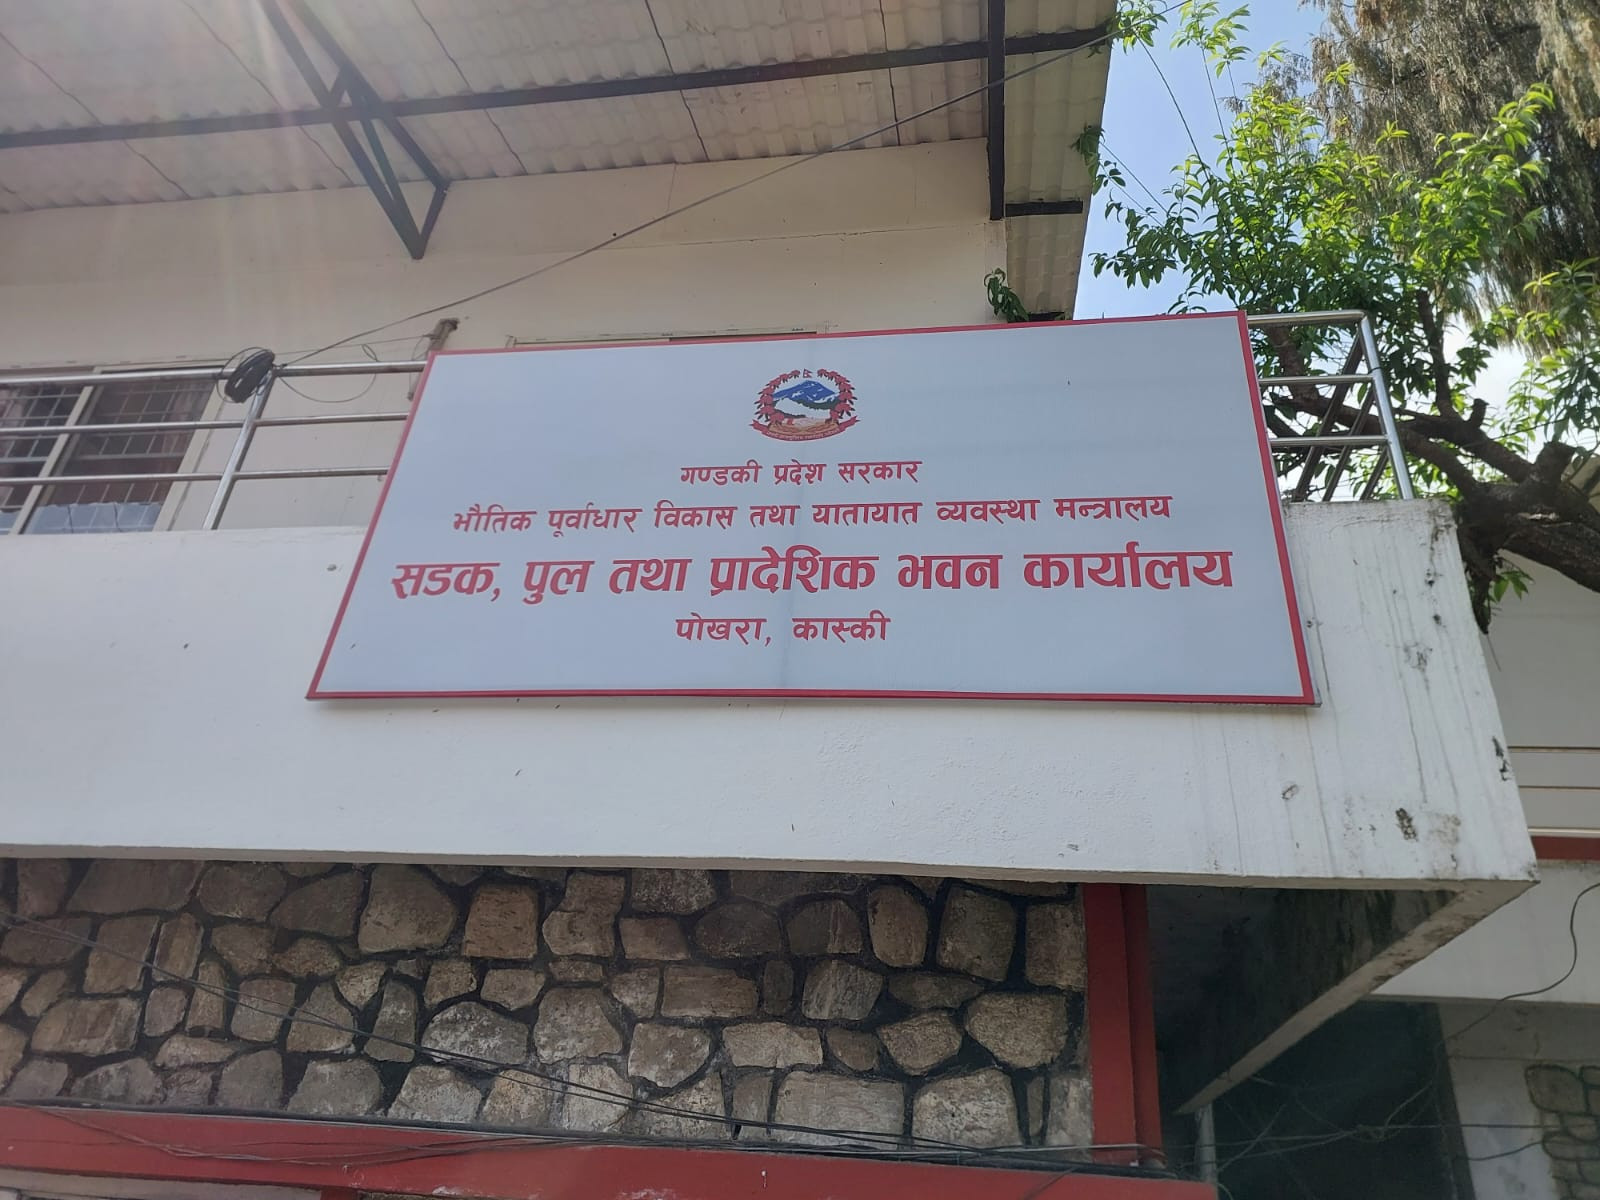 गण्डकी प्रदेश सरकार
भौतिक पूर्वाधार विकास तथा यातायात व्यवस्था मन्त्रालय
सडक, पुल तथा प्रादेशिक भवन कार्यालय
पोखरा, कास्की